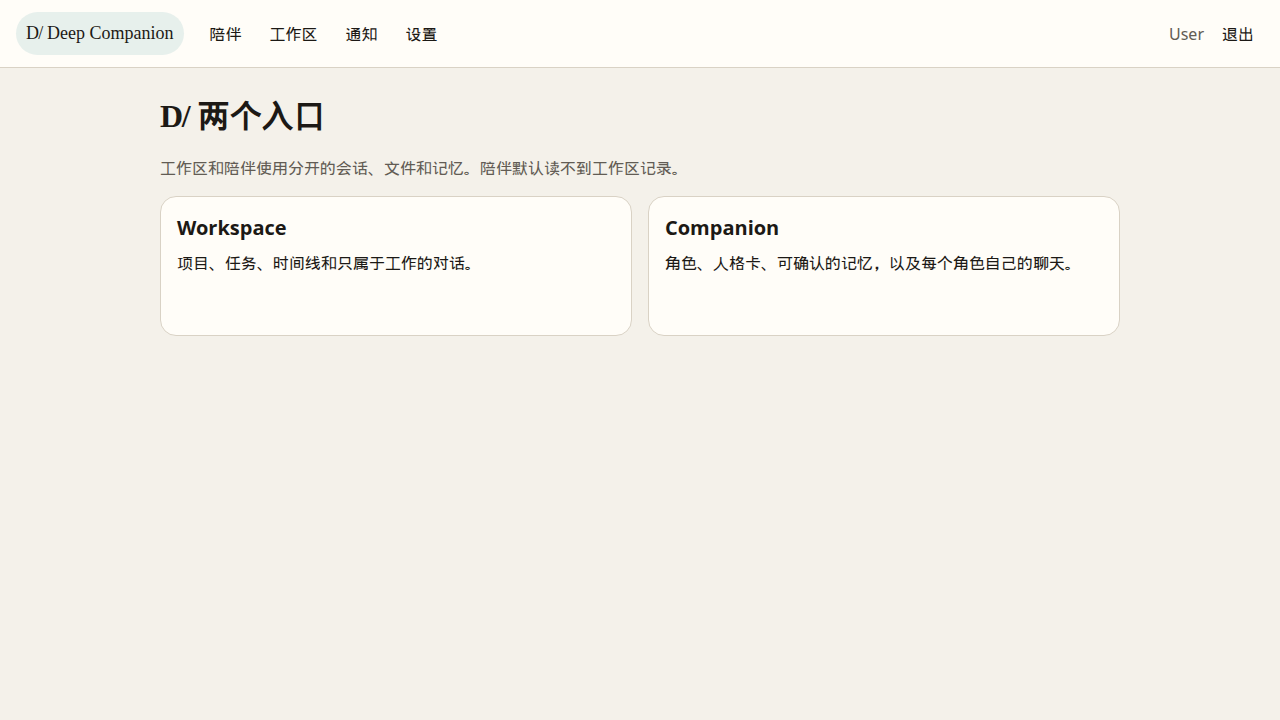 D/ Deep Companion 陪伴 工作区 通知 设置 User 退出
D/ 两个入口
工作区和陪伴使用分开的会话、文件和记忆。陪伴默认读不到工作区记录。
Workspace
项目、任务、时间线和只属于工作的对话。
Companion
角色、人格卡、可确认的记忆，以及每个角色自己的聊天。